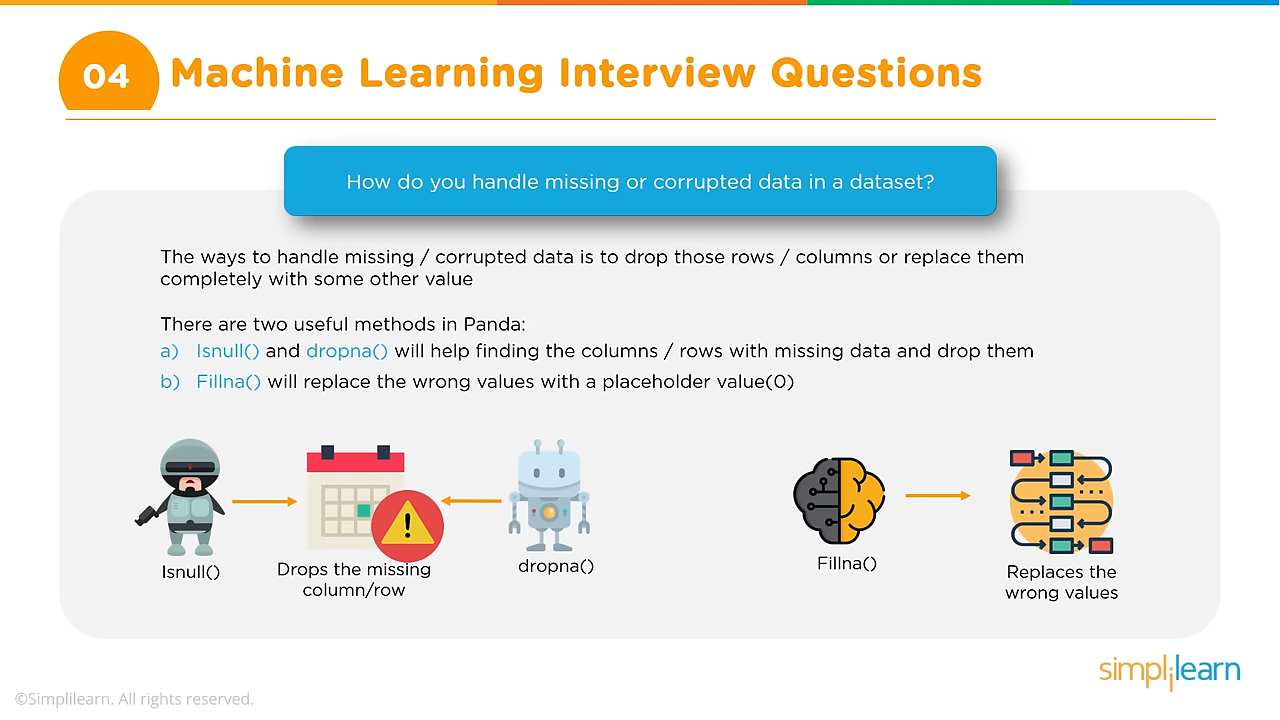 04
Machine Learning Interview Questions
How do you handle missing or corrupted data in a dataset?
The ways to handle missing / corrupted data is to drop those rows / columns or replace them
completely with some other value
There are two useful methods in Panda:
a) Isnull() and dropna() will help finding the columns / rows with missing data and drop them
b) Fillna() will replace the wrong values with a placeholder value(0)
Isnull()
Drops the missing
column/row
dropna()
Fillna()
Replaces the
wrong values
simplilearn
©Simplilearn. All rights reserved.